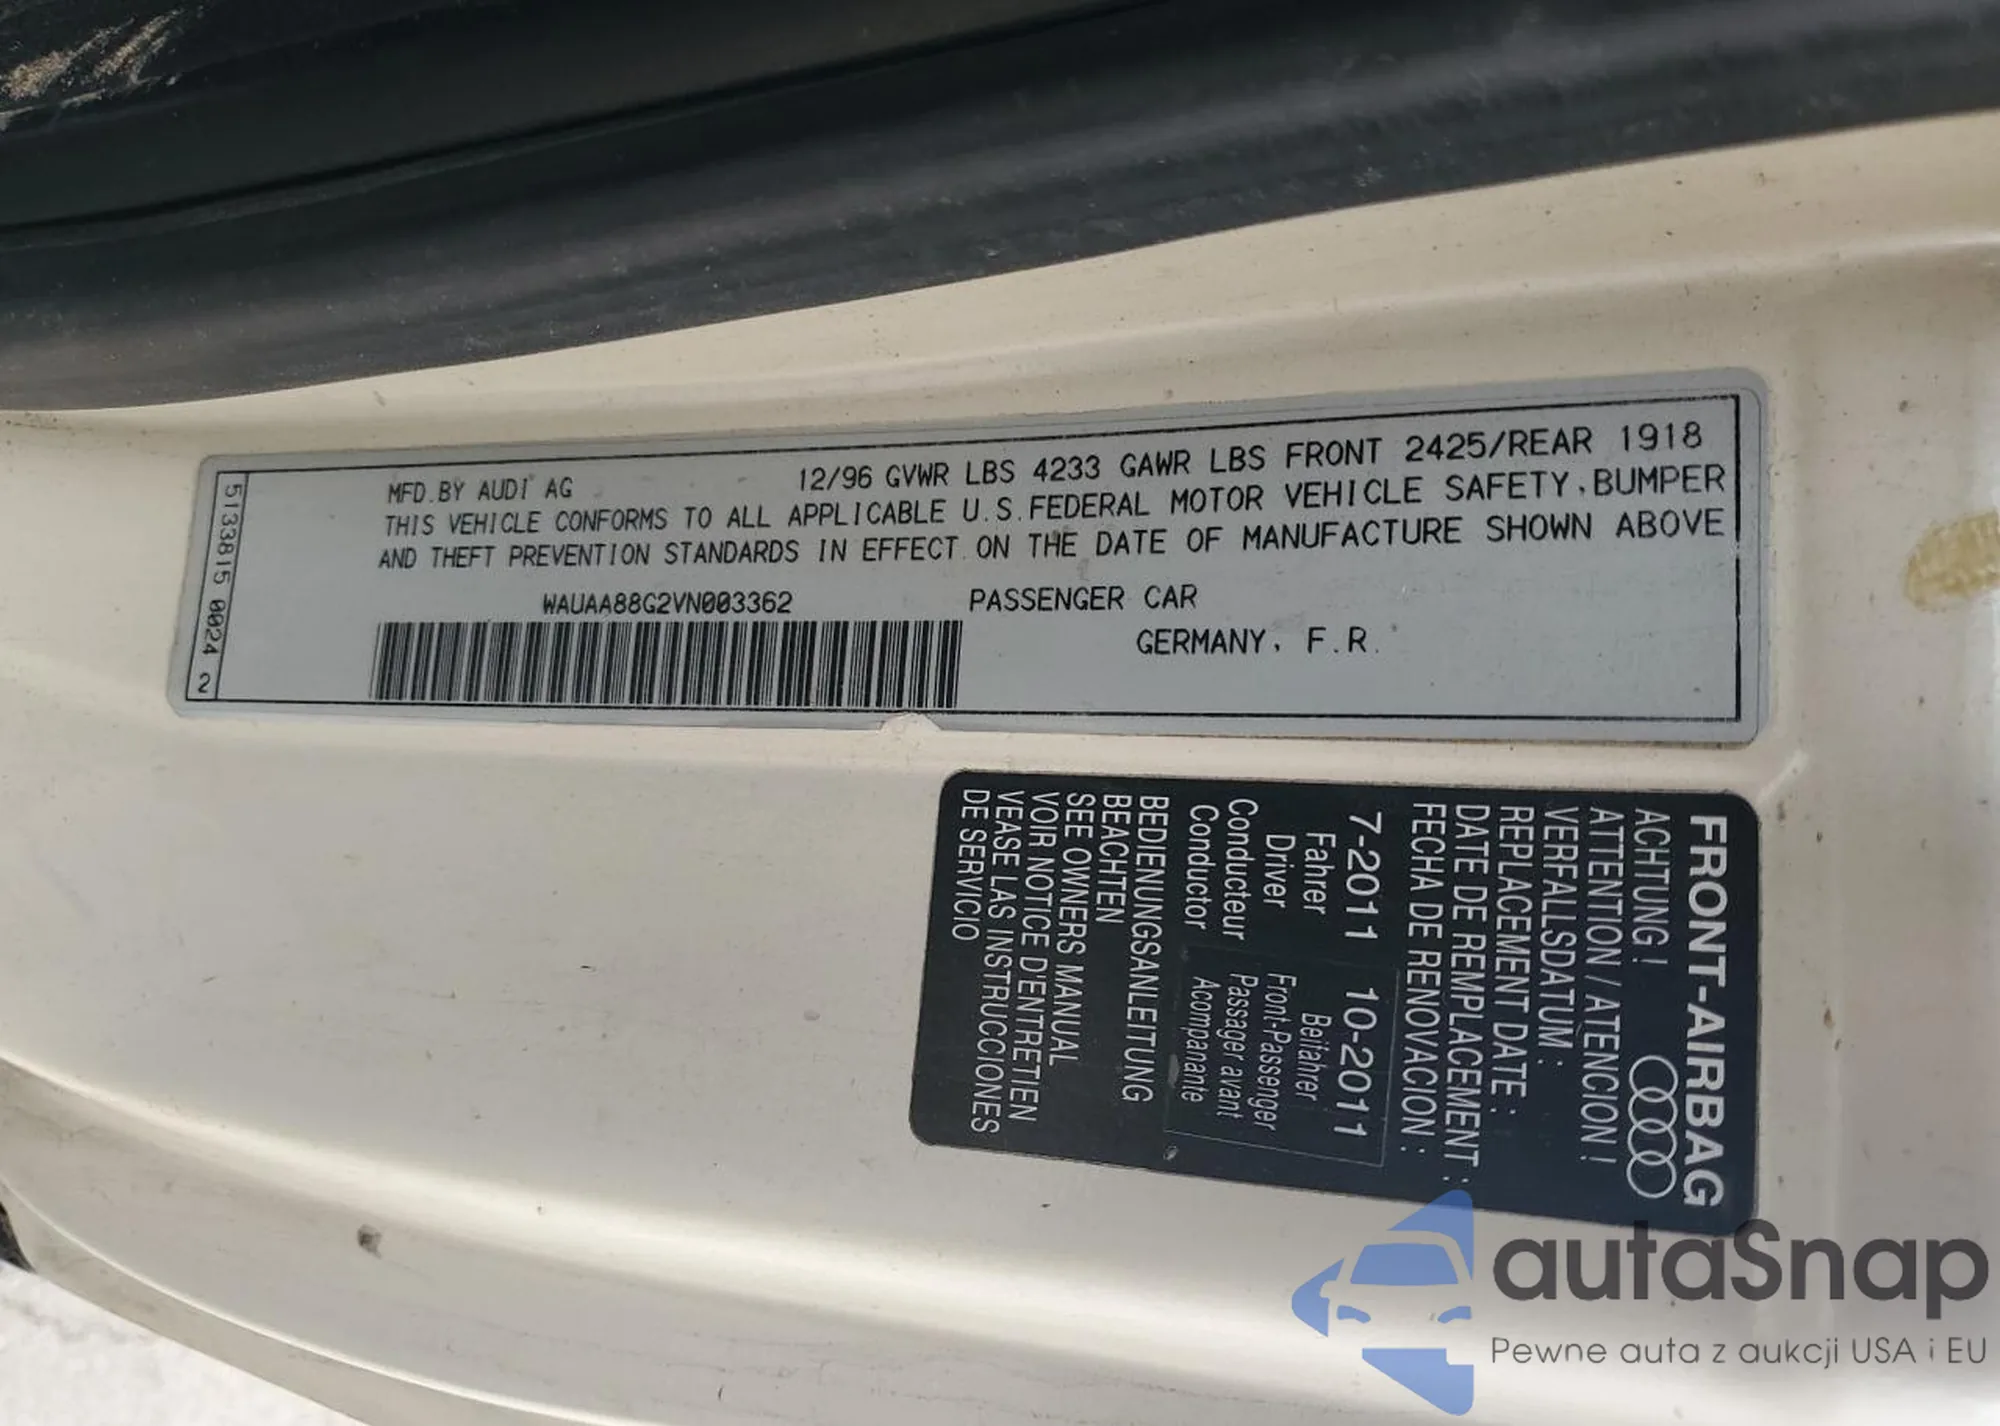 MFD.BY AUDI AG 12/96 GVWR LBS 4233 GAWR LBS FRONT 2425/REAR 1918
THIS VEHICLE CONFORMS TO ALL APPLICABLE U.S.FEDERAL MOTOR VEHICLE SAFETY,BUMPER
AND THEFT PREVENTION STANDARDS IN EFFECT ON THE DATE OF MANUFACTURE SHOWN ABOVE
WAUAA88G2VN003362 PASSENGER CAR
GERMANY, F.R.
5133815 0024 2
FRONT-AIRBAG
ACHTUNG !
ATTENTION / ATENCION !
VERFALLSDATUM :
REPLACEMENT DATE :
DATE DE REMPLACEMENT :
FECHA DE RENOVACION :
7-2011 10-2011
Fahrer Beifahrer
Driver Front-Passenger
Conducteur Passager avant
Conductor Acompanante
BEDIENUNGSANLEITUNG
BEACHTEN
SEE OWNERS MANUAL
VOIR NOTICE D'ENTRETIEN
VEASE LAS INSTRUCCIONES
DE SERVICIO
autaSnap
Pewne auta z aukcji USA i EU